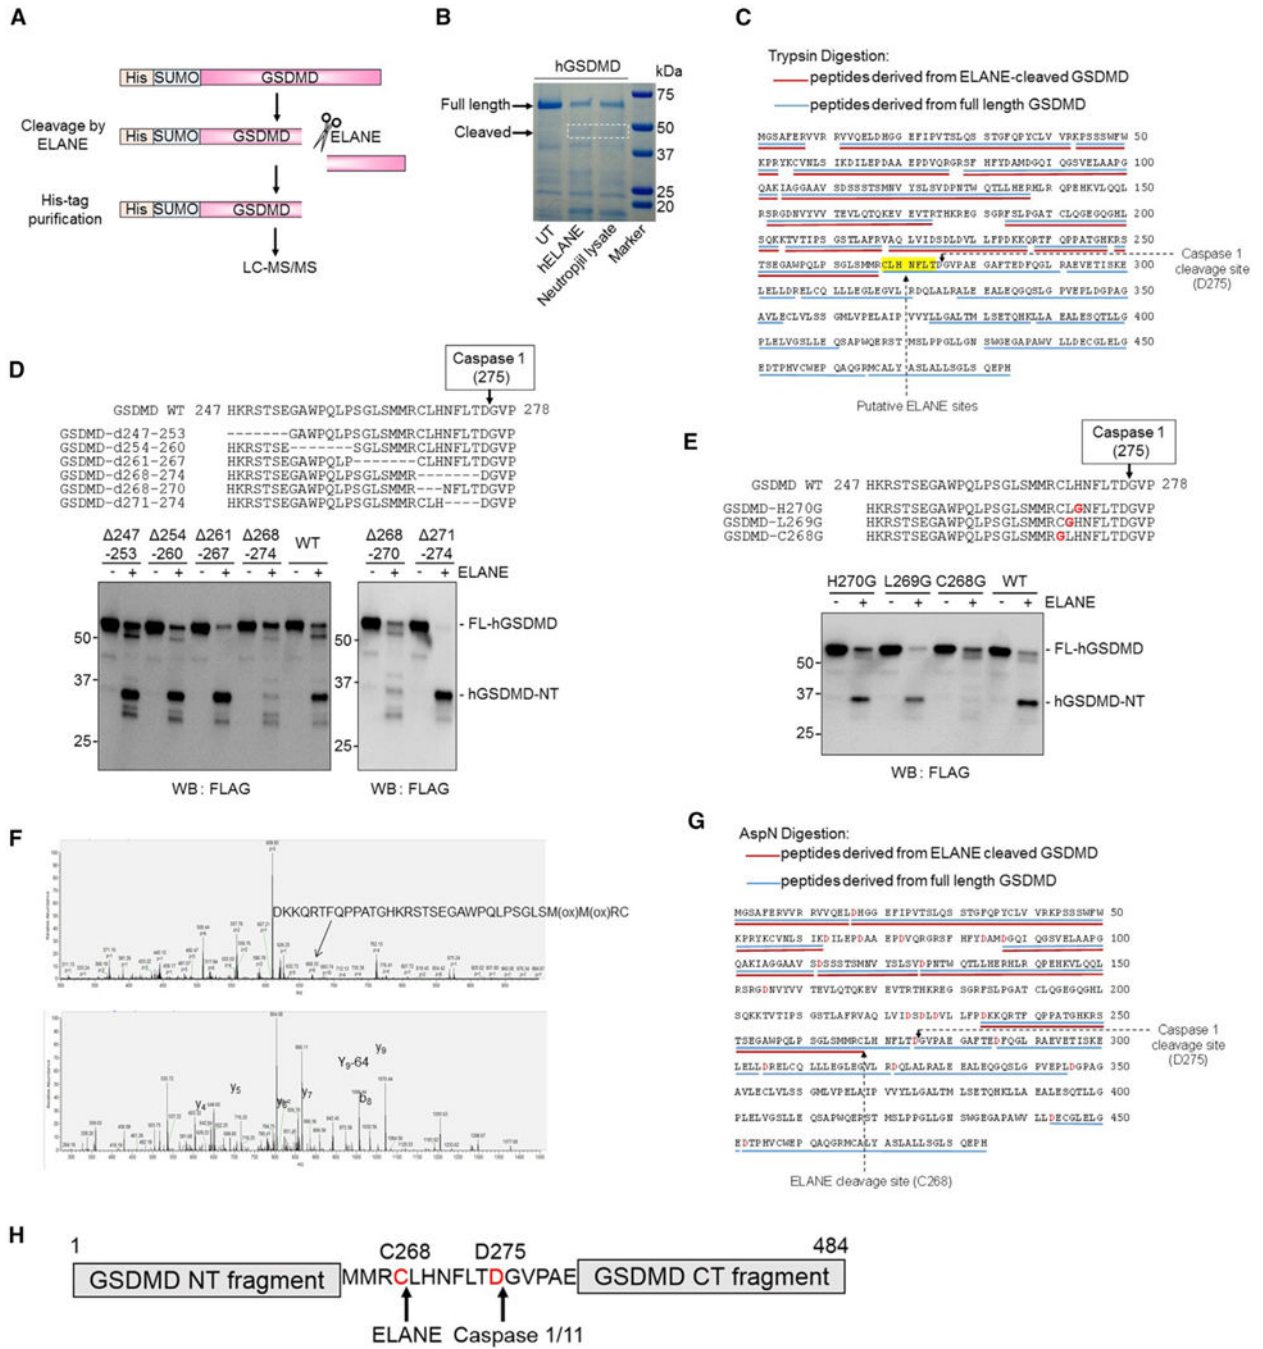 A
His SUMO GSDMD
Cleavage by
ELANE
His SUMO GSDMD
ELANE
His-tag
purification
His SUMO GSDMD
LC-MS/MS
B
hGSDMD
kDa
Full length
Cleaved
75
50
37
25
20
UT
hELANE
Neutropjil lysate
Marker
C
Trypsin Digestion:
peptides derived from ELANE-cleaved GSDMD
peptides derived from full length GSDMD
MGSAFERVVR RVVQELDHGG EFIPVTSLQS STGFQPYCLV VRKPSSSWFW 50
KPRYKCVNLS IKDILEPDAA EPDVQRGRSF HFYDAMDGQI QGSVELAAPG 100
QAKIAGGAAV SDSSSTSMNV YSLSVDPNTW QTLLHERHLR QPEHKVLQQL 150
RSRGDNVYVV TEVLQTQKEV EVTRTHKREG SGRFSLPGAT CLQGEGQGHL 200
SQKKTVTIPS GSTLAFRVAQ LVIDSDLDVL LFPDKKQRTF QPPATGHKRS 250
TSEGAWPQLP SGLSMMRCLH NFLTDGVPAE GAFTEDFQGL RAEVETISKE 300
LELLDRELCQ LLLEGLEGVL RDQLALRALE EALEQGQSLG PVEPLDGPAG 350
AVLECLVLSS GMLVPELAIP VVYLLGALTM LSETQHKLLA EALESQTLLG 400
PLELVGSLLE QSAPWQERST MSLPPGLLGN SWGEGAPAWV LLDECGLELG 450
EDTPHVCWEP QAQGRMCALY ASLALLSGLS QEPH
Caspase 1
cleavage site
(D275)
Putative ELANE sites
D
Caspase 1
(275)
GSDMD WT 247 HKRSTSEGAWPQLPSGLSMMRCLHNFLTDGVP 278
GSDMD-d247-253 -------GAWPQLPSGLSMMRCLHNFLTDGVP
GSDMD-d254-260 HKRSTSE-------SGLSMMRCLHNFLTDGVP
GSDMD-d261-267 HKRSTSEGAWPQLP-------CLHNFLTDGVP
GSDMD-d268-274 HKRSTSEGAWPQLPSGLSMMR-------DGVP
GSDMD-d268-270 HKRSTSEGAWPQLPSGLSMMR---NFLTDGVP
GSDMD-d271-274 HKRSTSEGAWPQLPSGLSMMRCLH----DGVP
Δ247 -253 Δ254 -260 Δ261 -267 Δ268 -274 WT Δ268 -270 Δ271 -274
- + - + - + - + - + - + - + ELANE
50
37
25
50
37
25
- FL-hGSDMD
- hGSDMD-NT
WB: FLAG
WB: FLAG
E
Caspase 1
(275)
GSDMD WT 247 HKRSTSEGAWPQLPSGLSMMRCLHNFLTDGVP 278
GSDMD-H270G HKRSTSEGAWPQLPSGLSMMRCLGNFLTDGVP
GSDMD-L269G HKRSTSEGAWPQLPSGLSMMRCGHNFLTDGVP
GSDMD-C268G HKRSTSEGAWPQLPSGLSMMRGLHNFLTDGVP
H270G L269G C268G WT
- + - + - + - + ELANE
50
37
25
- FL-hGSDMD
- hGSDMD-NT
WB: FLAG
F
DKKQRTFQPPATGHKRSTSEGAWPQLPSGLSM(ox)M(ox)RC
y9
Y9-64
y5
y4
y6
y7
b8
G
AspN Digestion:
peptides derived from ELANE cleaved GSDMD
peptides derived from full length GSDMD
MGSAFERVVR RVVQELDHGG EFIPVTSLQS STGFQPYCLV VRKPSSSWFW 50
KPRYKCVNLS IKDILEPDAA EPDVQRGRSF HFYDAMDGQI QGSVELAAPG 100
QAKIAGGAAV SDSSSTSMNV YSLSVDPNTW QTLLHERHLR QPEHKVLQQL 150
RSRGDNVYVV TEVLQTQKEV EVTRTHKREG SGRFSLPGAT CLQGEGQGHL 200
SQKKTVTIPS GSTLAFRVAQ LVIDSDLDVL LFPDKKQRTF QPPATGHKRS 250
TSEGAWPQLP SGLSMMRCLH NFLTDGVPAE GAFTEDFQGL RAEVETISKE 300
LELLDRELCQ LLLEGLEGVL RDQLALRALE EALEQGQSLG PVEPLDGPAG 350
AVLECLVLSS GMLVPELAIP VVYLLGALTM LSETQHKLLA EALESQTLLG 400
PLELVGSLLE QSAPWQERST MSLPPGLLGN SWGEGAPAWV LLDECGLELG 450
EDTPHVCWEP QAQGRMCALY ASLALLSGLS QEPH
Caspase 1
cleavage site
(D275)
ELANE cleavage site (C268)
H
1
C268 D275
484
GSDMD NT fragment MMRCLHNFLTDGVPAE GSDMD CT fragment
ELANE Caspase 1/11